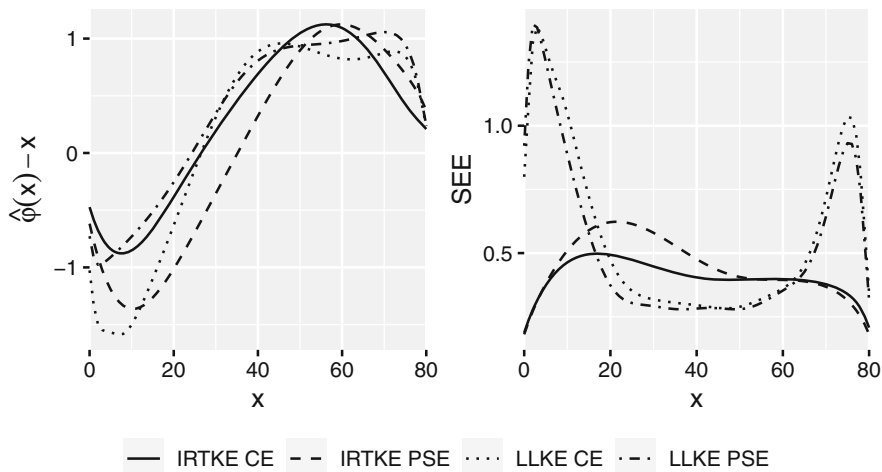 1
0
−1
φ̂(x) − x
0 20 40 60 80
x
1.0
0.5
SEE
0 20 40 60 80
x
IRTKE CE IRTKE PSE LLKE CE LLKE PSE